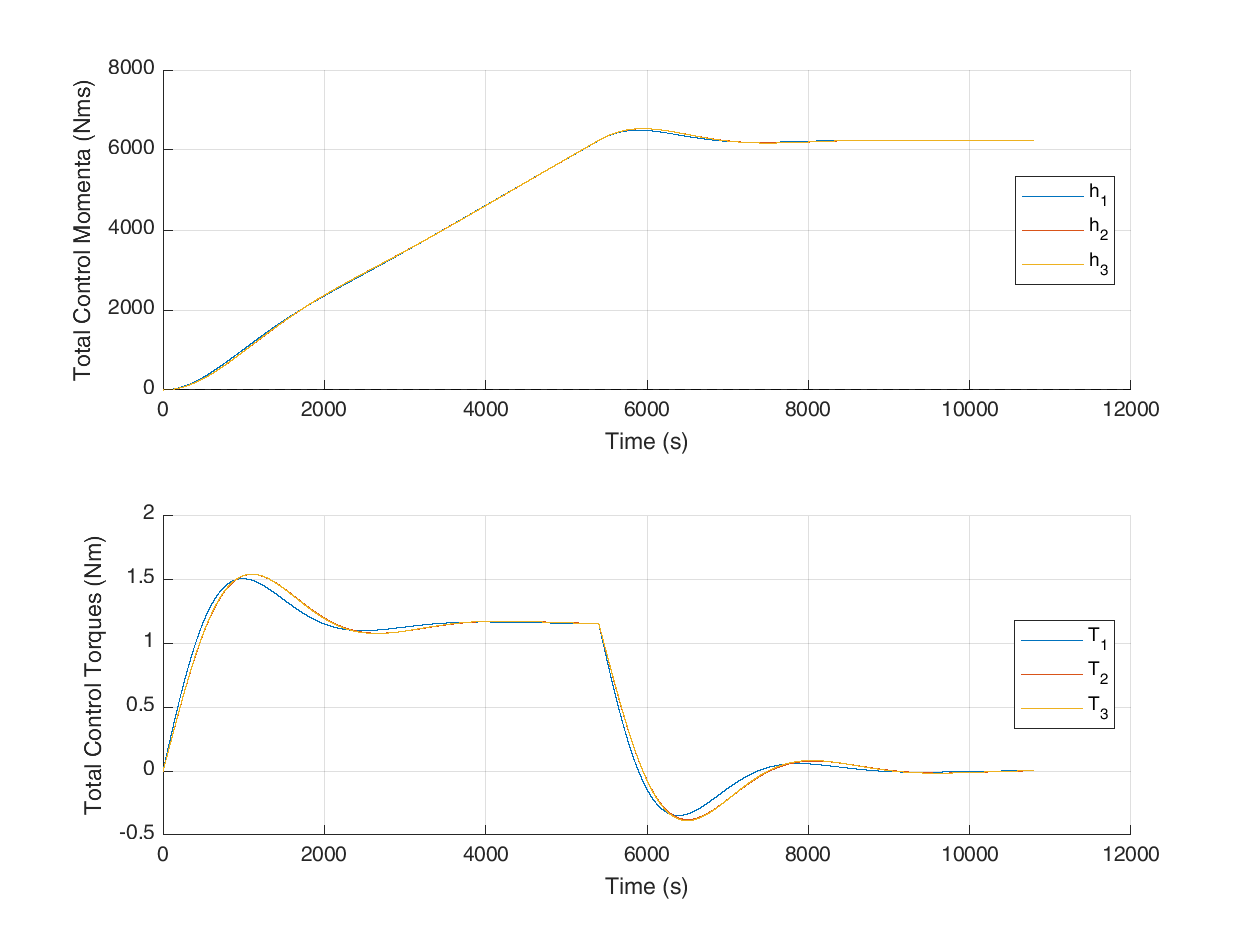 Total Control Momenta (Nms)
8000
6000
4000
2000
0
0 2000 4000 6000 8000 10000 12000
Time (s)
h1
h2
h3
Total Control Torques (Nm)
2
1.5
1
0.5
0
-0.5
0 2000 4000 6000 8000 10000 12000
Time (s)
T1
T2
T3